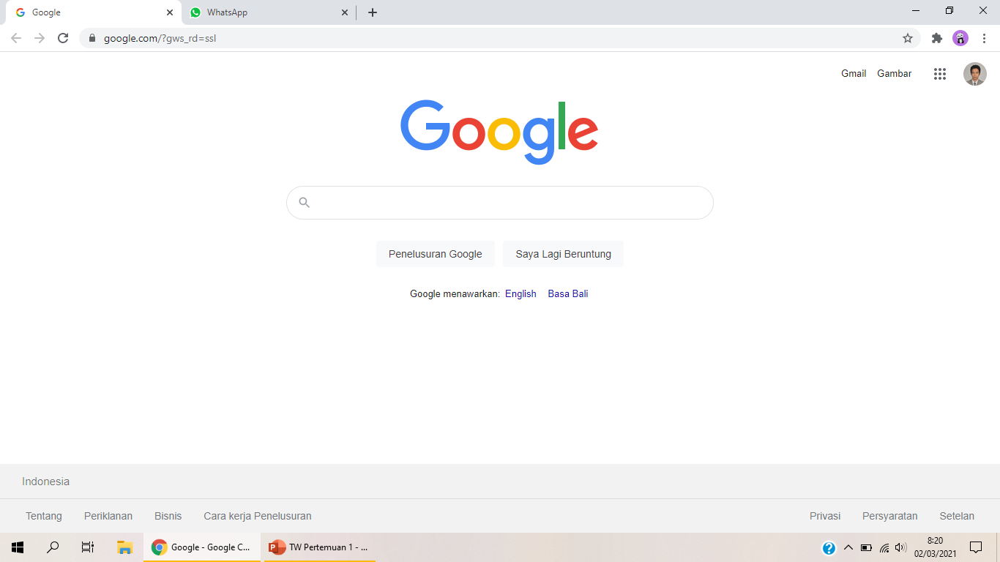 Google
WhatsApp
google.com/?gws_rd=ssl
Gmail Gambar
Google
Penelusuran Google
Saya Lagi Beruntung
Google menawarkan: English Basa Bali
Indonesia
Tentang Periklanan Bisnis Cara kerja Penelusuran
Privasi Persyaratan Setelan
Google - Google C...
TW Pertemuan 1 - ...
8:20
02/03/2021